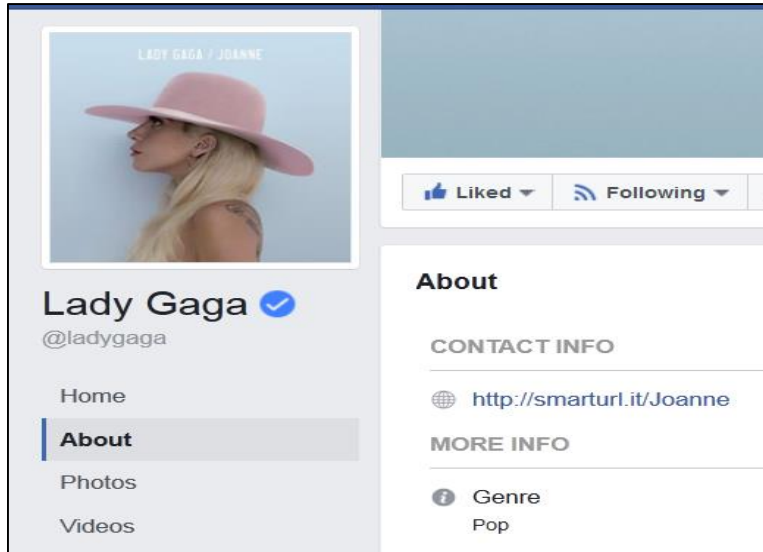 LADY GAGA / JOANNE
Lady Gaga
@ladygaga
Home
About
Photos
Videos
Liked
Following
About
CONTACT INFO
http://smarturl.it/Joanne
MORE INFO
Genre
Pop